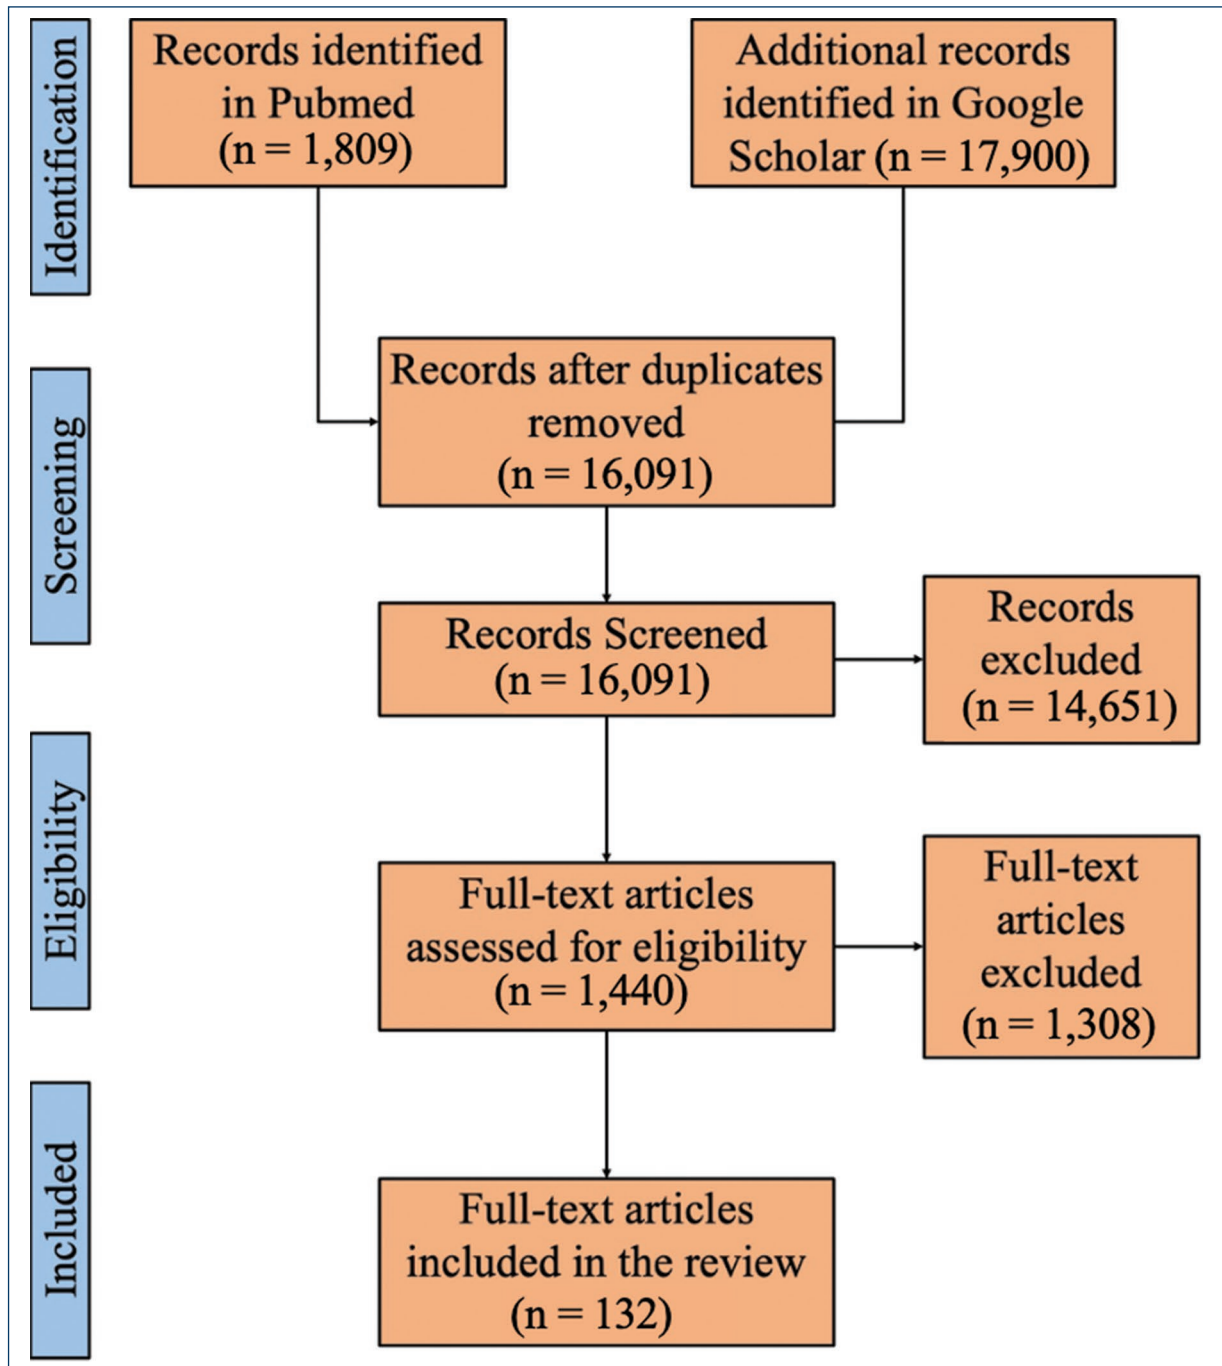 Identification
Records identified
in Pubmed
(n = 1,809)
Additional records
identified in Google
Scholar (n = 17,900)
Screening
Records after duplicates
removed
(n = 16,091)
Records Screened
(n = 16,091)
Records
excluded
(n = 14,651)
Eligibility
Full-text articles
assessed for eligibility
(n = 1,440)
Full-text
articles
excluded
(n = 1,308)
Included
Full-text articles
included in the review
(n = 132)